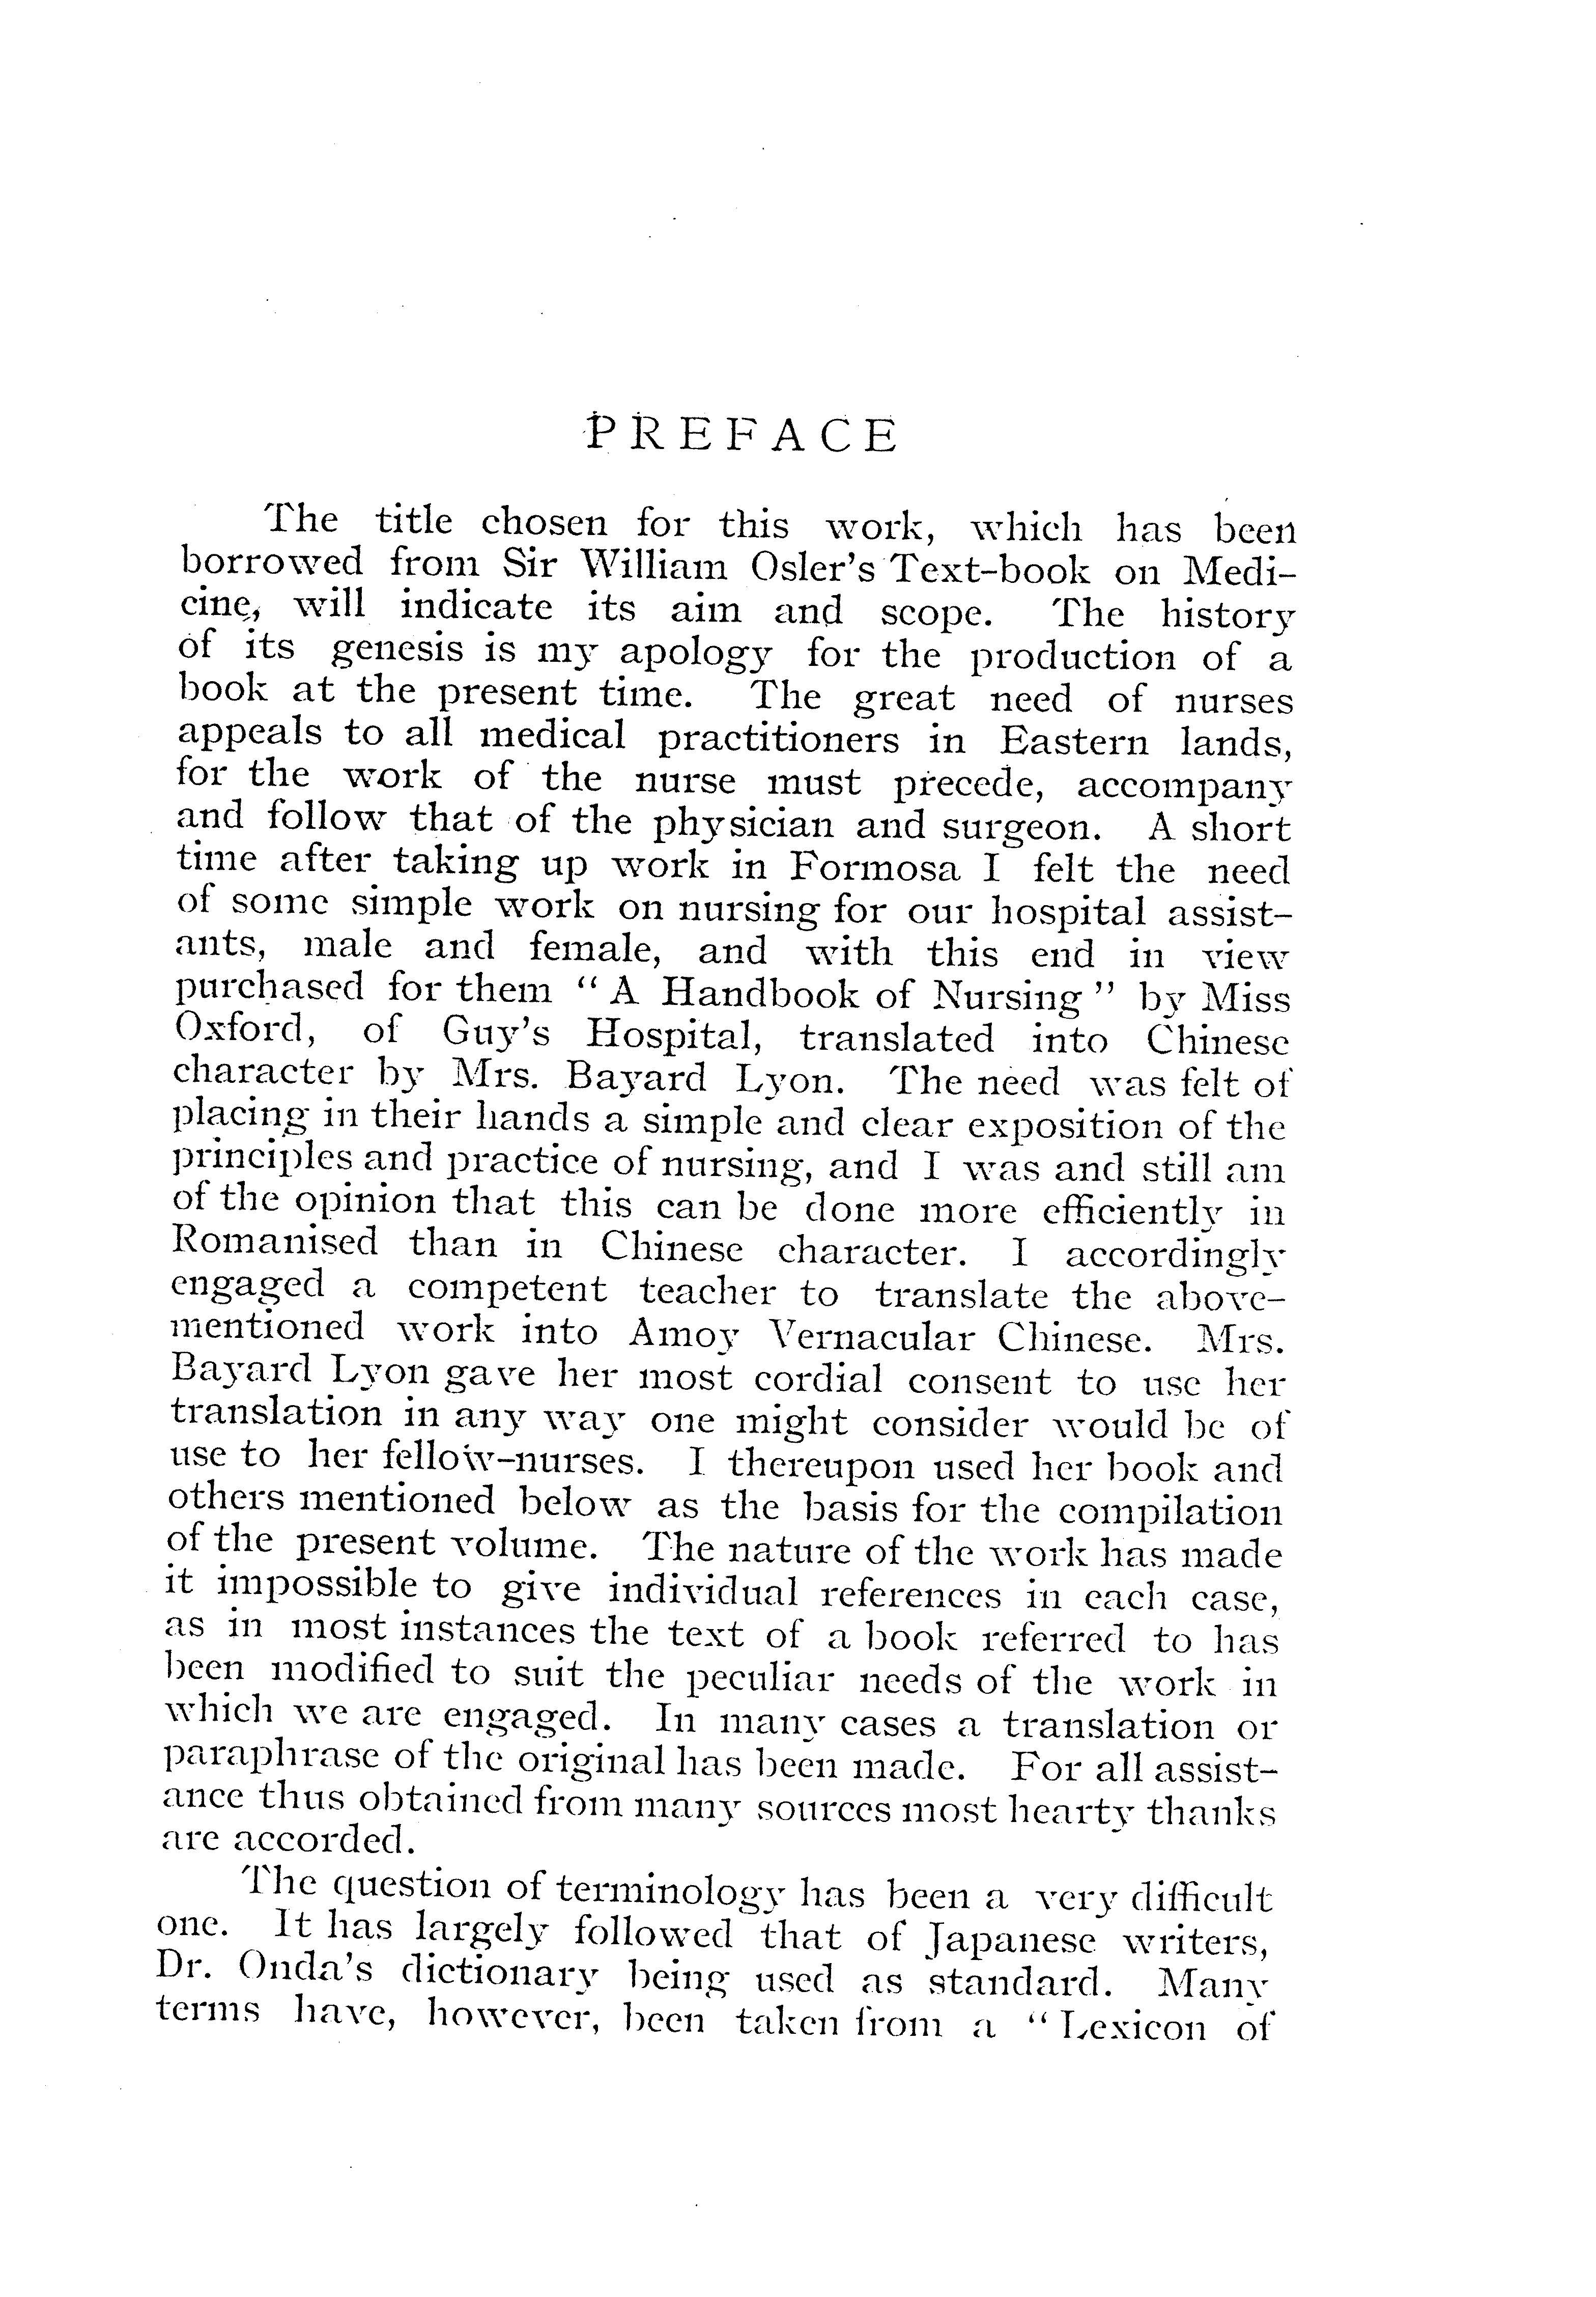 PREFACE
The title chosen for this work, which has been
borrowed from Sir William Osler's Text-book on Medi-
cine, will indicate its aim and scope. The history
of its genesis is my apology for the production of a
book at the present time. The great need of nurses
appeals to all medical practitioners in Eastern lands,
for the work of the nurse must precede, accompany
and follow that of the physician and surgeon. A short
time after taking up work in Formosa I felt the need
of some simple work on nursing for our hospital assist-
ants, male and female, and with this end in view
purchased for them "A Handbook of Nursing" by Miss
Oxford, of Guy's Hospital, translated into Chinese
character by Mrs. Bayard Lyon. The need was felt of
placing in their hands a simple and clear exposition of the
principles and practice of nursing, and I was and still am
of the opinion that this can be done more efficiently in
Romanised than in Chinese character. I accordingly
engaged a competent teacher to translate the above-
mentioned work into Amoy Vernacular Chinese. Mrs.
Bayard Lyon gave her most cordial consent to use her
translation in any way one might consider would be of
use to her fellow-nurses. I thereupon used her book and
others mentioned below as the basis for the compilation
of the present volume. The nature of the work has made
it impossible to give individual references in each case,
as in most instances the text of a book referred to has
been modified to suit the peculiar needs of the work in
which we are engaged. In many cases a translation or
paraphrase of the original has been made. For all assist-
ance thus obtained from many sources most hearty thanks
are accorded.
The question of terminology has been a very difficult
one. It has largely followed that of Japanese writers,
Dr. Onda's dictionary being used as standard. Many
terms have, however, been taken from a "Lexicon of